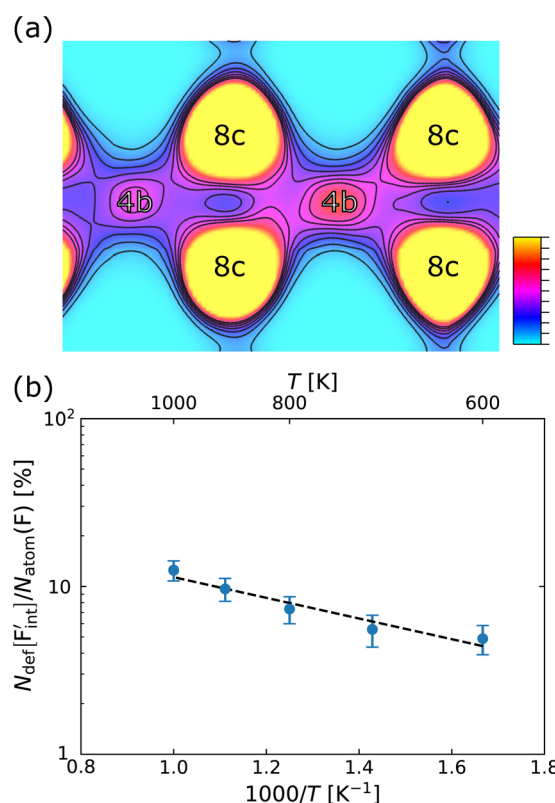 (a)
8c 8c
4b 4b
8c 8c
(b)
T [K]
1000 800 600
10²
10
1
N_def[F′_int]/N_atom(F) [%]
0.8 1.0 1.2 1.4 1.6 1.8
1000/T [K⁻¹]